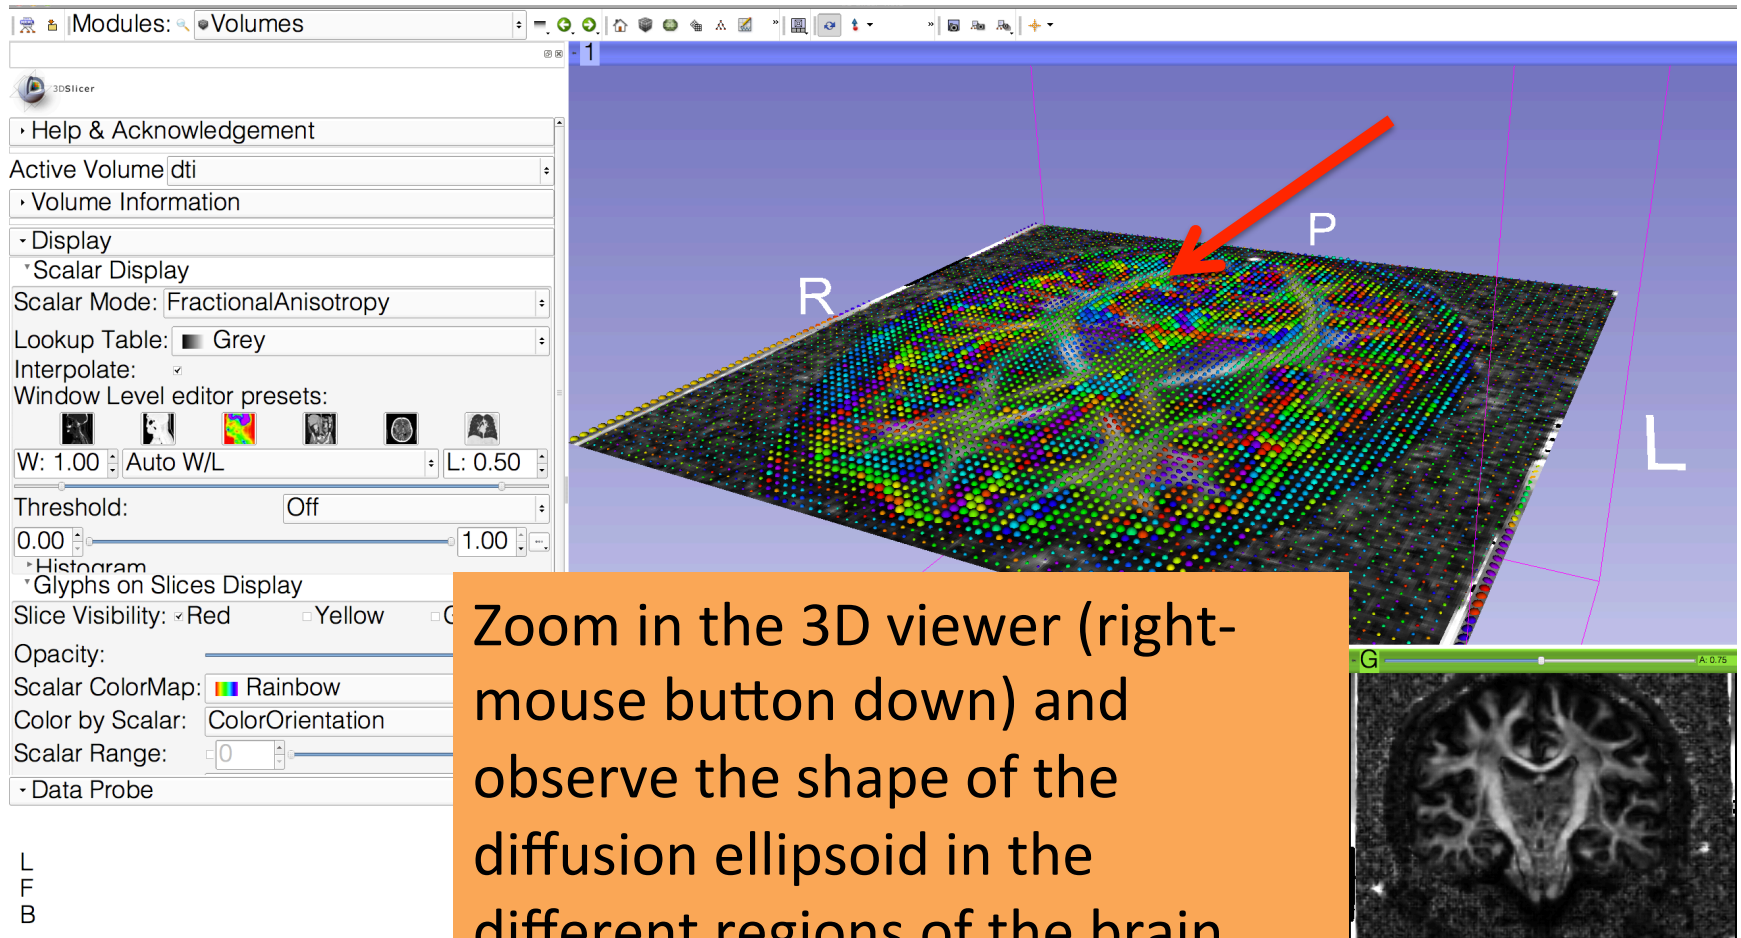 Modules: Volumes
3DSlicer
Help & Acknowledgement
Active Volume dti
Volume Information
Display
Scalar Display
Scalar Mode: FractionalAnisotropy
Lookup Table: Grey
Interpolate:
Window Level editor presets:
W: 1.00 Auto W/L L: 0.50
Threshold: Off
0.00 1.00
Histogram
Glyphs on Slices Display
Slice Visibility: Red Yellow
Opacity:
Scalar ColorMap: Rainbow
Color by Scalar: ColorOrientation
Scalar Range: 0
Data Probe
L
F
B
1
P
R
L
Zoom in the 3D viewer (right-
mouse button down) and
observe the shape of the
diffusion ellipsoid in the
different regions of the brain
G A: 0.75